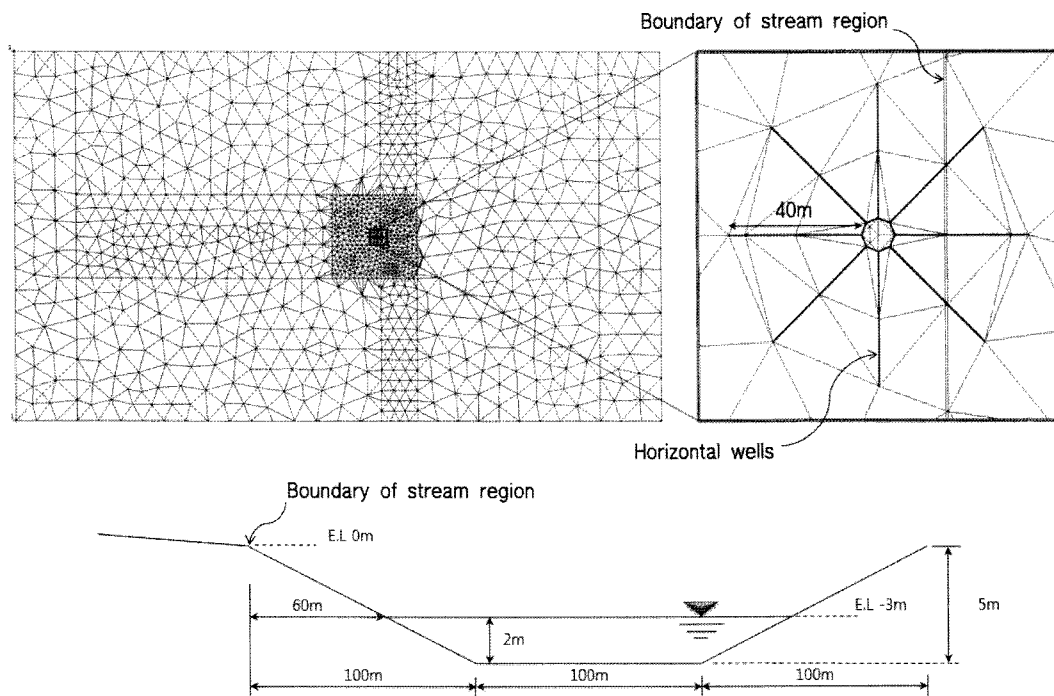 Boundary of stream region
40m
Horizontal wells
Boundary of stream region
E.L 0m
60m
E.L -3m
5m
2m
100m
100m
100m